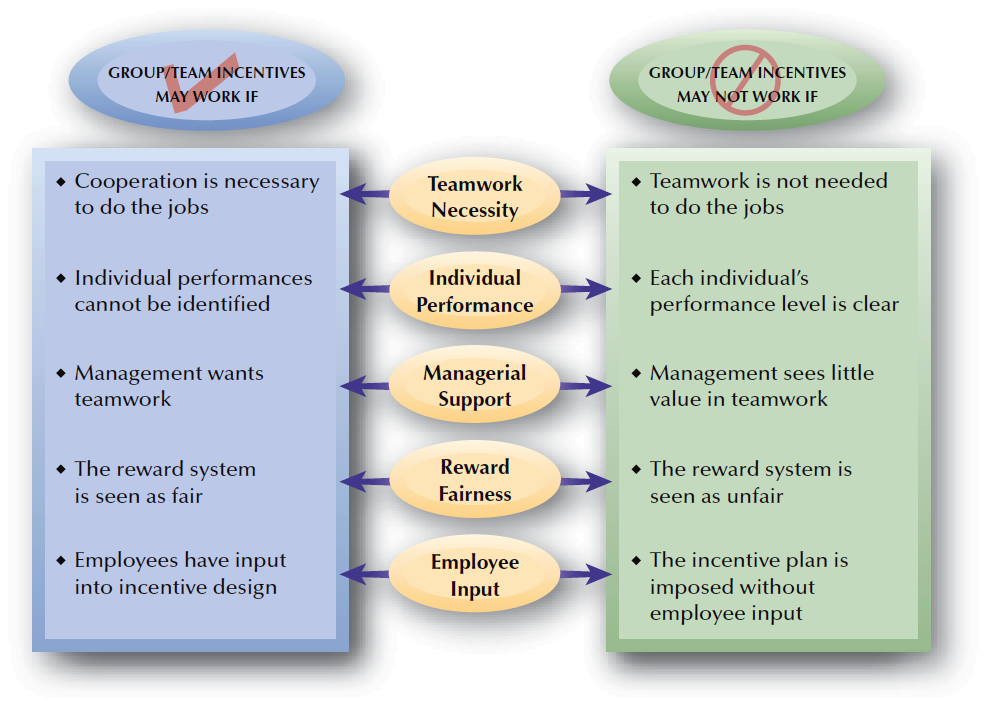 GROUP/TEAM INCENTIVES
MAY WORK IF
GROUP/TEAM INCENTIVES
MAY NOT WORK IF
◆ Cooperation is necessary
to do the jobs
Teamwork
Necessity
◆ Teamwork is not needed
to do the jobs
◆ Individual performances
cannot be identified
Individual
Performance
◆ Each individual’s
performance level is clear
◆ Management wants
teamwork
Managerial
Support
◆ Management sees little
value in teamwork
◆ The reward system
is seen as fair
Reward
Fairness
◆ The reward system is
seen as unfair
◆ Employees have input
into incentive design
Employee
Input
◆ The incentive plan is
imposed without
employee input